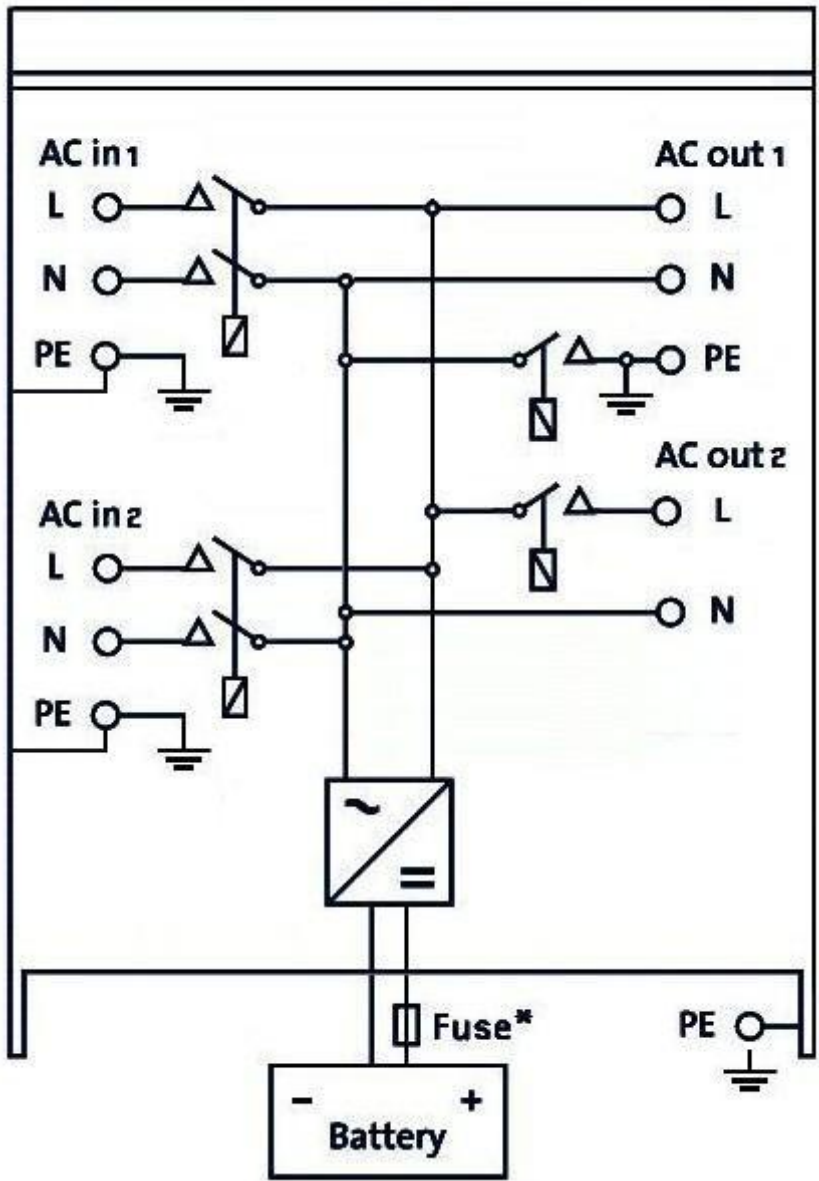 AC in 1
AC out 1
L
L
N
N
PE
PE
AC out 2
AC in 2
L
L
N
N
PE
Fuse*
PE
- +
Battery